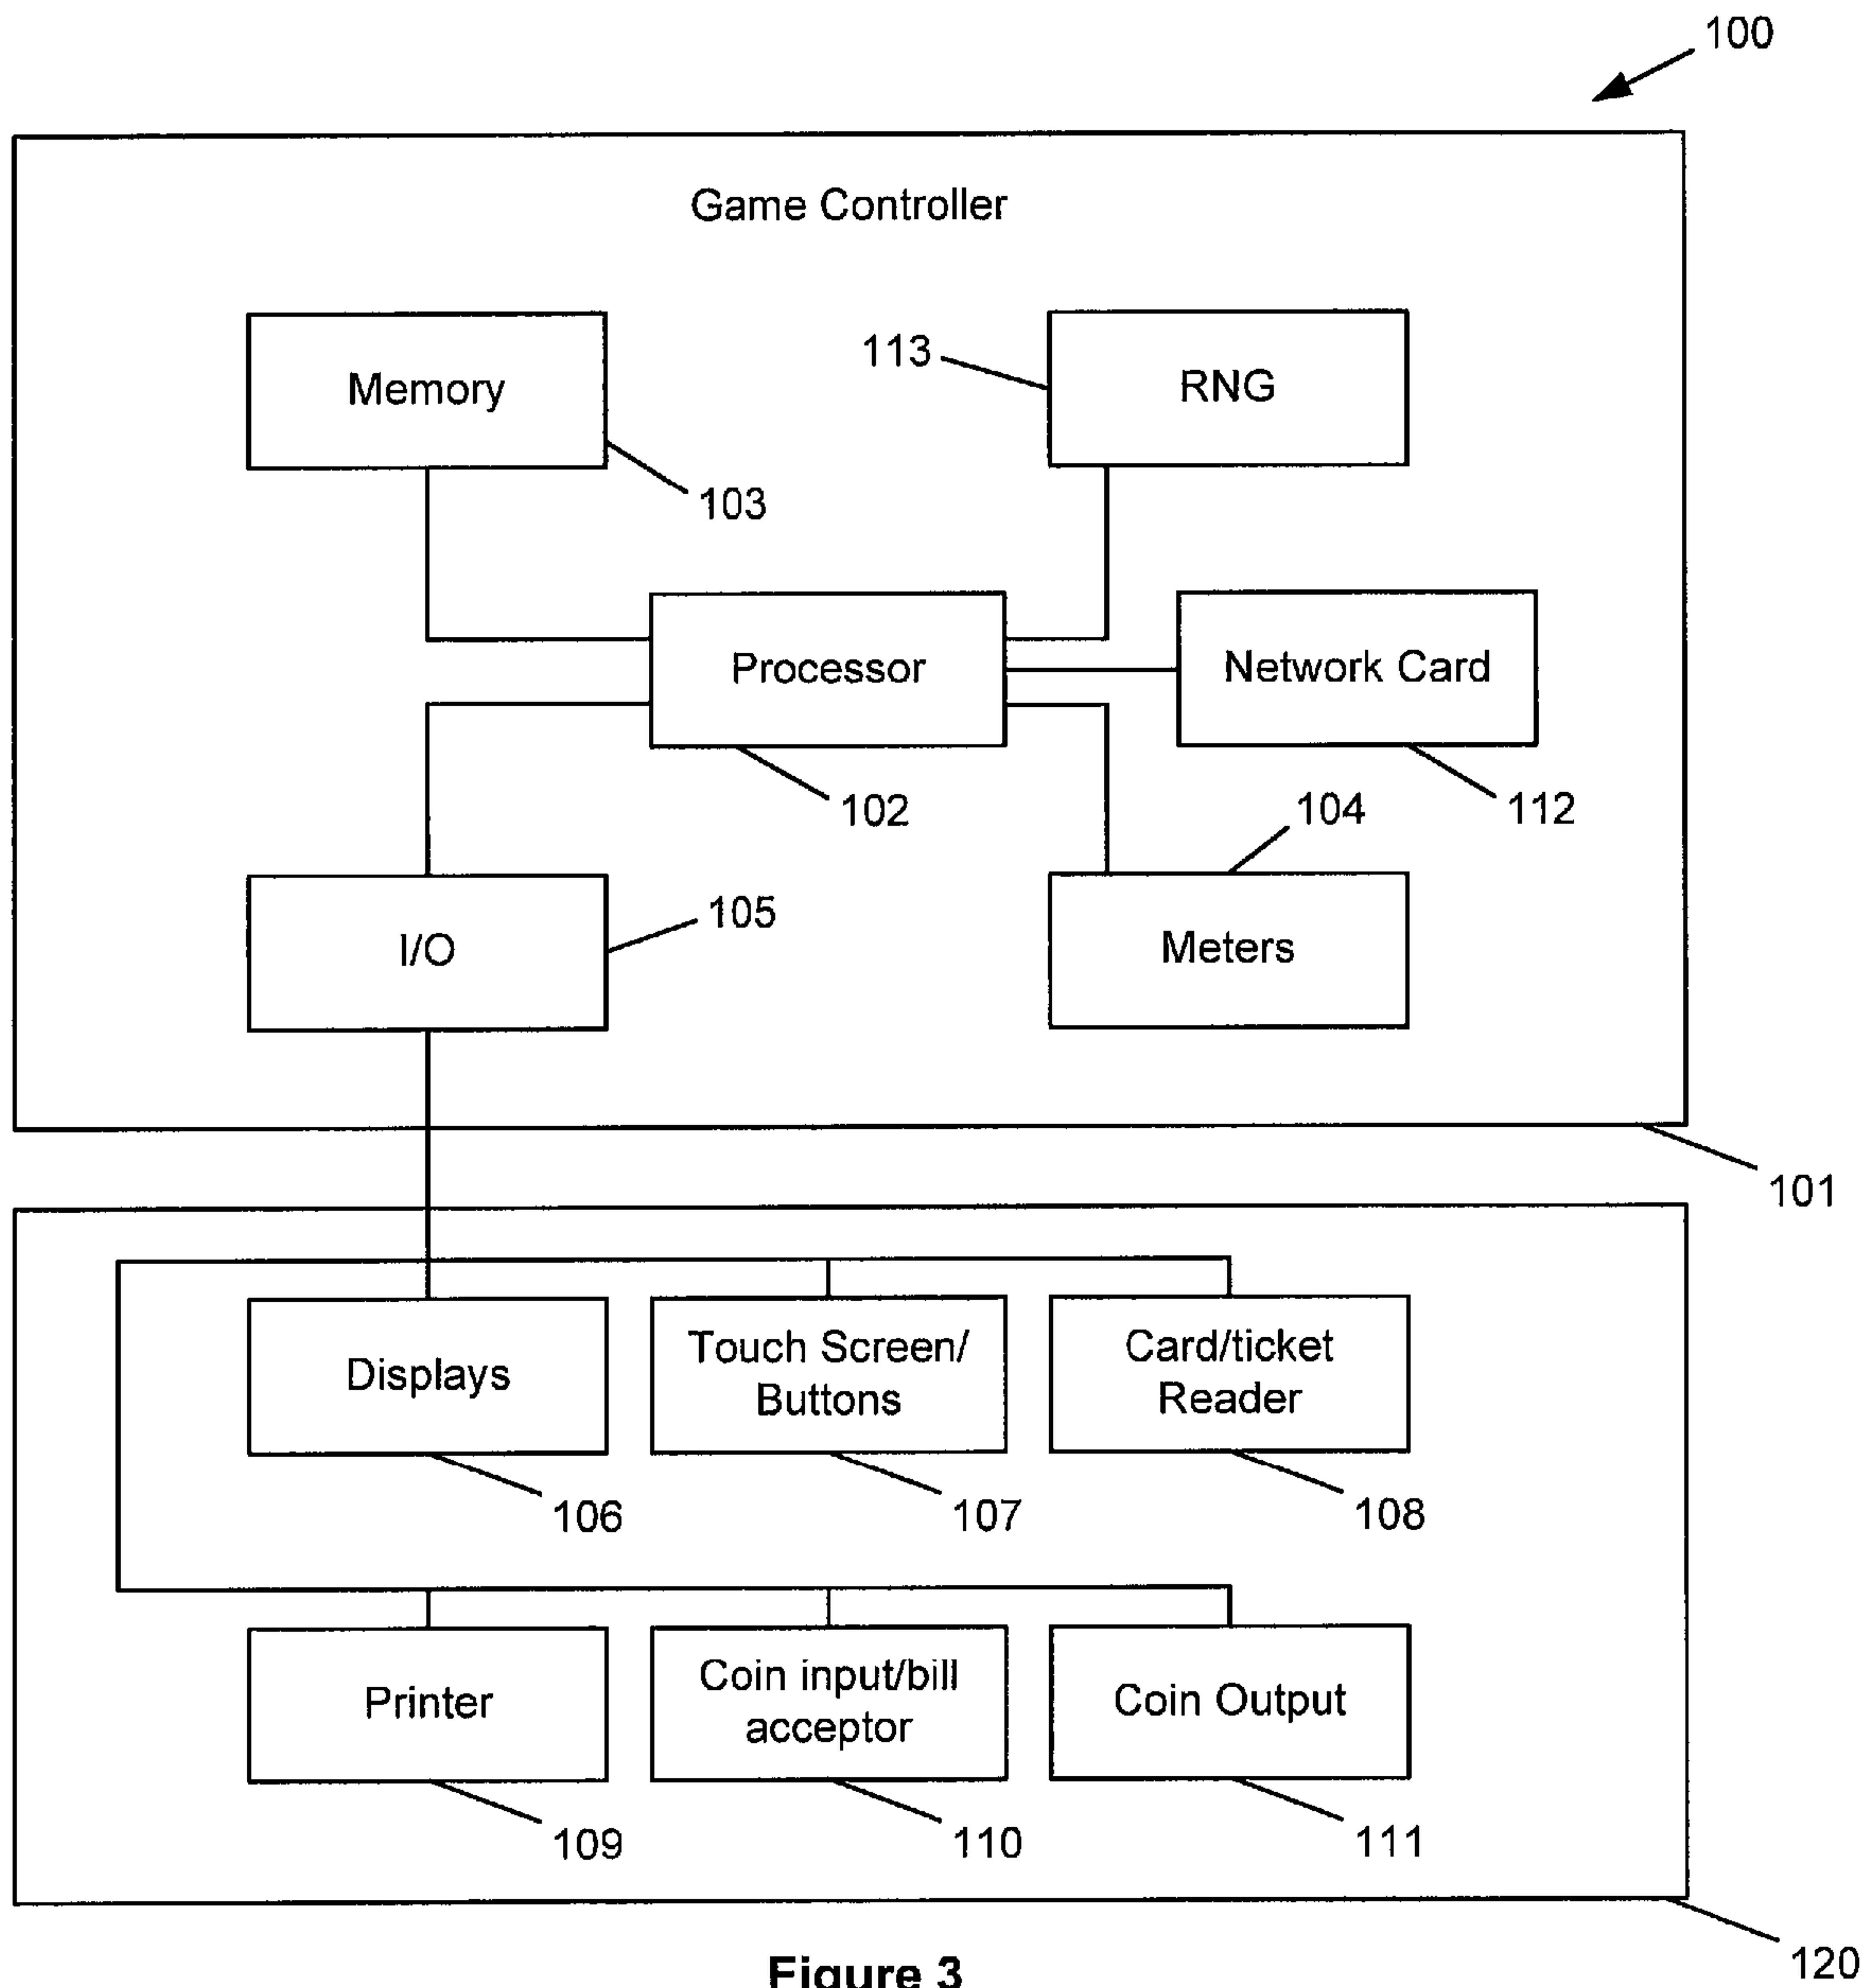 100
Game Controller
Memory
103
113
RNG
Processor
102
Network Card
112
104
I/O
105
Meters
101
Displays
106
Touch Screen/
Buttons
107
Card/ticket
Reader
108
Printer
109
Coin input/bill
acceptor
110
Coin Output
111
120
Figure 3